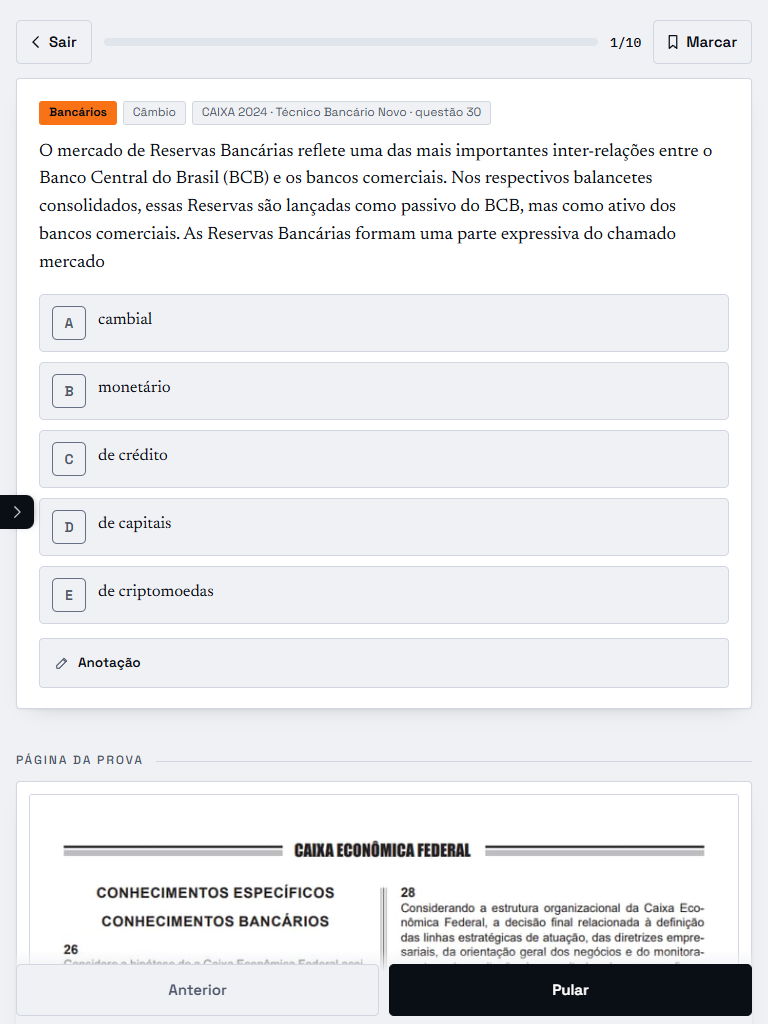 Sair
1/10
Marcar
Bancários
Câmbio
CAIXA 2024 · Técnico Bancário Novo · questão 30
O mercado de Reservas Bancárias reflete uma das mais importantes inter-relações entre o
Banco Central do Brasil (BCB) e os bancos comerciais. Nos respectivos balancetes
consolidados, essas Reservas são lançadas como passivo do BCB, mas como ativo dos
bancos comerciais. As Reservas Bancárias formam uma parte expressiva do chamado
mercado
A cambial
B monetário
C de crédito
D de capitais
E de criptomoedas
Anotação
PÁGINA DA PROVA
CAIXA ECONÔMICA FEDERAL
CONHECIMENTOS ESPECÍFICOS
CONHECIMENTOS BANCÁRIOS
26
28
Considerando a estrutura organizacional da Caixa Eco-
nômica Federal, a decisão final relacionada à definição
das linhas estratégicas de atuação, das diretrizes empre-
sariais, da orientação geral dos negócios e do monitora-
Anterior
Pular